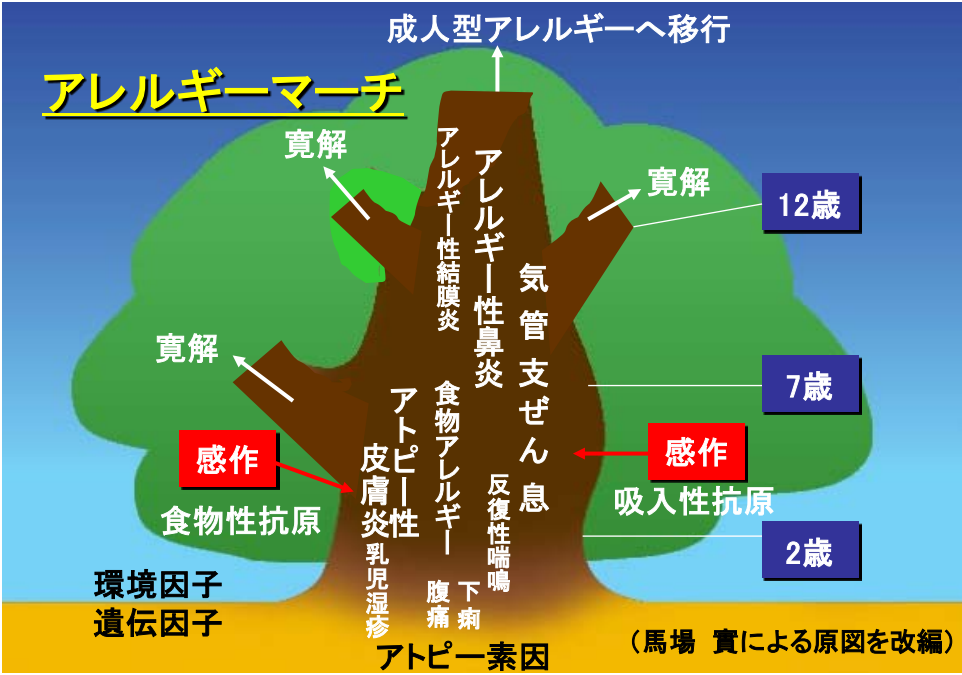 成人型アレルギーへ移行
アレルギーマーチ
寛解
寛解
12歳
アレルギー性結膜炎
アレルギー性鼻炎
気管支ぜん息
寛解
7歳
食物アレルギー
アトピー性
皮膚炎
感作
感作
食物性抗原
吸入性抗原
反復性喘鳴
2歳
乳児湿疹
腹痛
下痢
環境因子
遺伝因子
アトピー素因
（馬場　實による原図を改編）